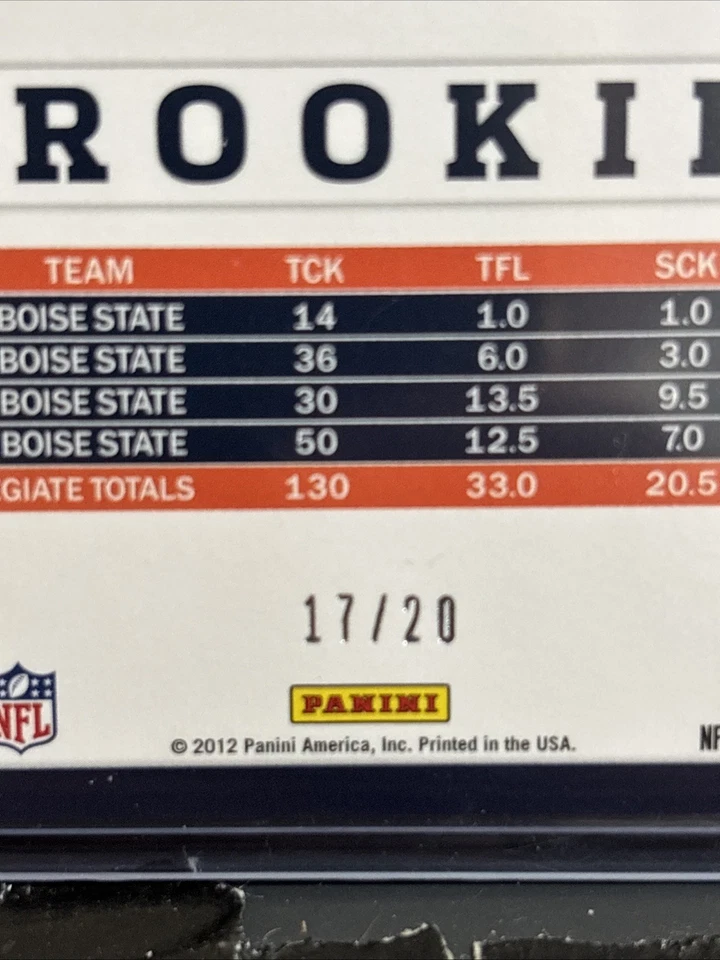 ROOKI
TEAM TCK TFL SCK
BOISE STATE 14 1.0 1.0
BOISE STATE 36 6.0 3.0
BOISE STATE 30 13.5 9.5
BOISE STATE 50 12.5 7.0
GIATE TOTALS 130 33.0 20.5
17/20
NFL
PANINI
© 2012 Panini America, Inc. Printed in the USA.
NF